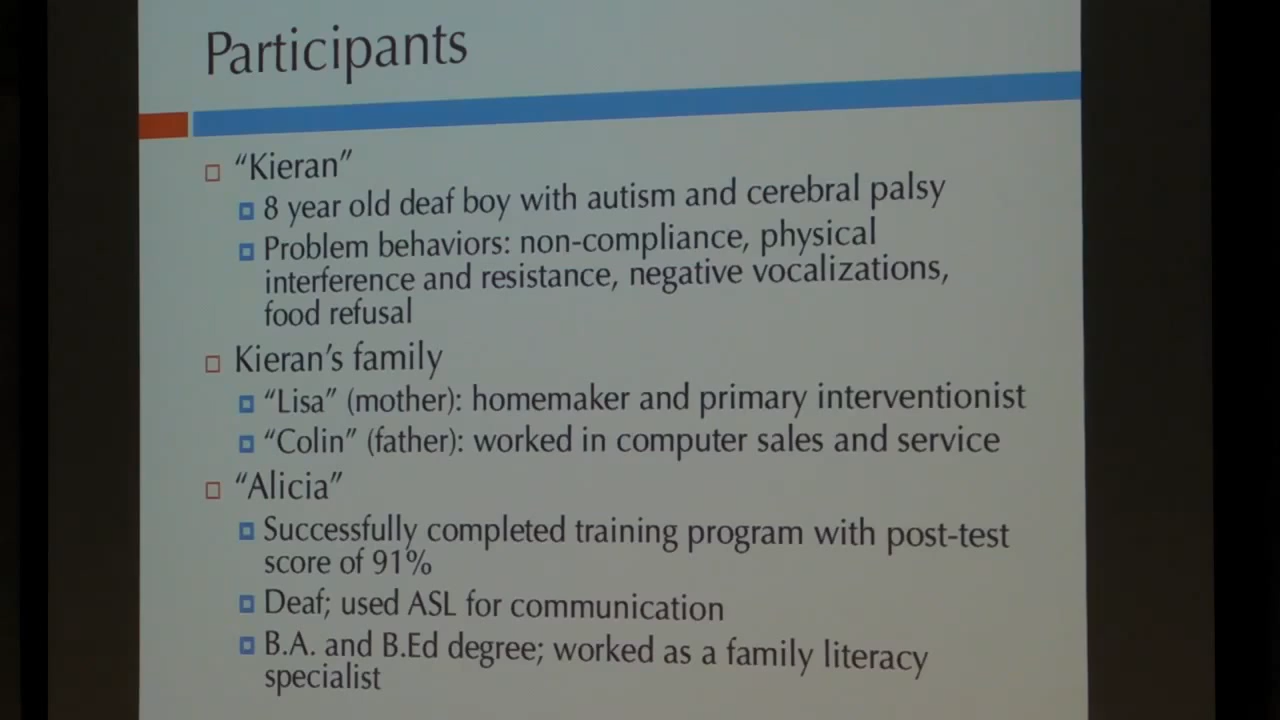 Participants
“Kieran”
8 year old deaf boy with autism and cerebral palsy
Problem behaviors: non-compliance, physical
interference and resistance, negative vocalizations,
food refusal
Kieran’s family
“Lisa” (mother): homemaker and primary interventionist
“Colin” (father): worked in computer sales and service
“Alicia”
Successfully completed training program with post-test
score of 91%
Deaf; used ASL for communication
B.A. and B.Ed degree; worked as a family literacy
specialist